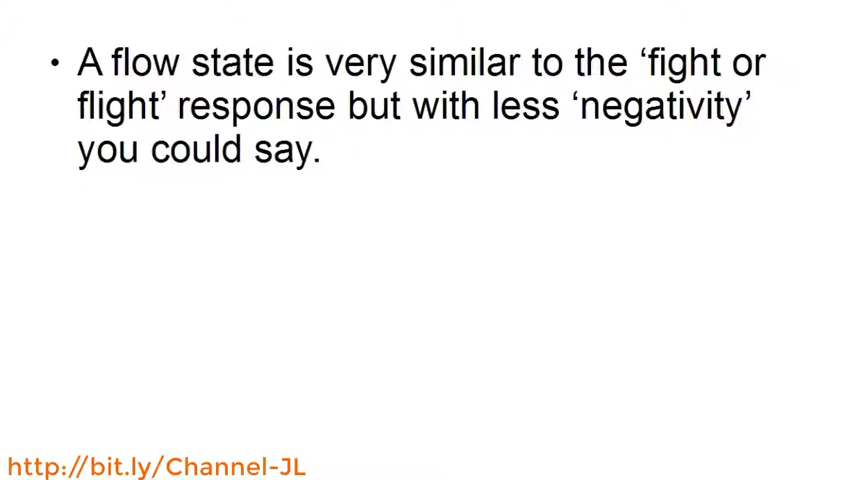 • A flow state is very similar to the ‘fight or
flight’ response but with less ‘negativity’
you could say.
http://bit.ly/Channel-JL